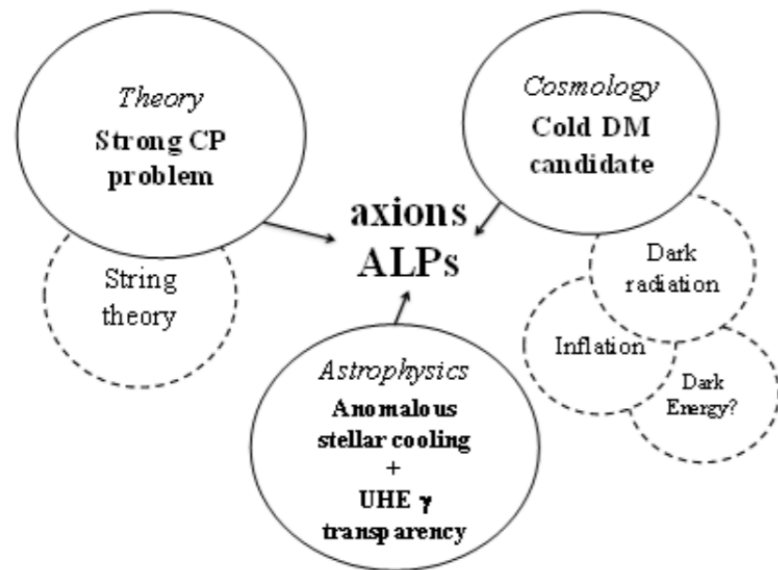 Theory
Strong CP
problem
String
theory
axions
ALPs
Cosmology
Cold DM
candidate
Dark
radiation
Inflation
Dark
Energy?
Astrophysics
Anomalous
stellar cooling
+
UHE γ
transparency